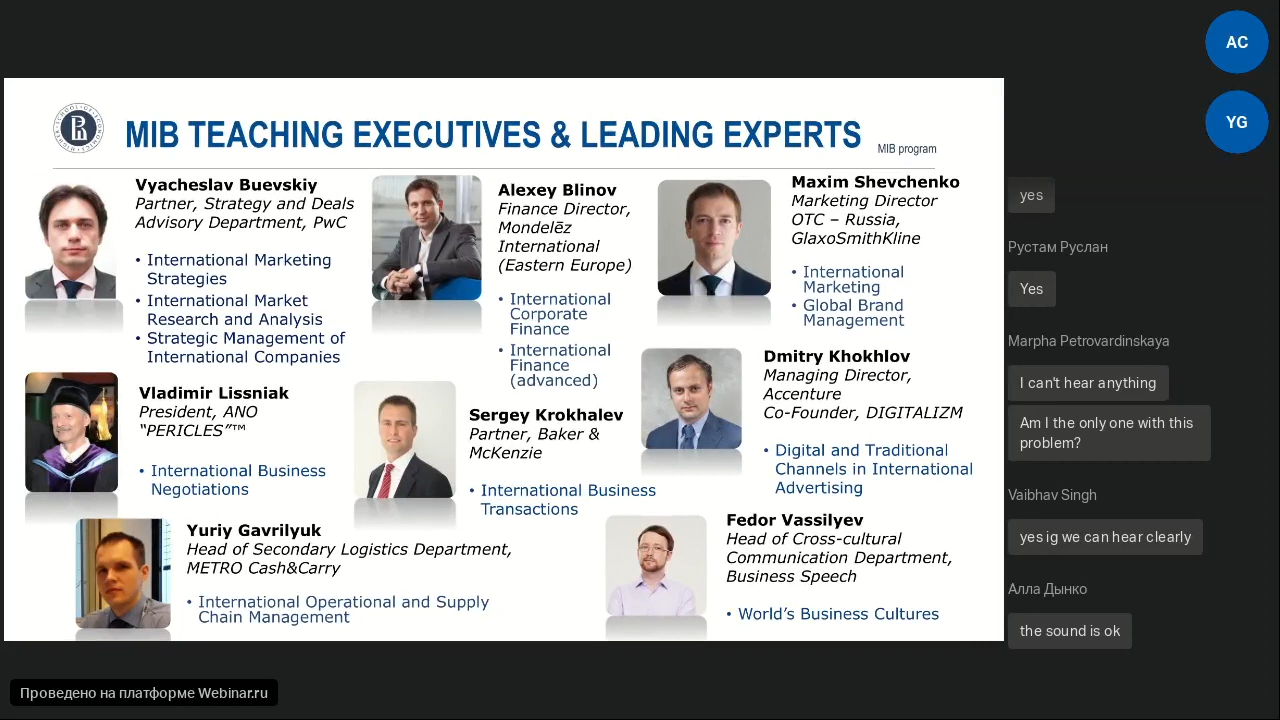 AC
YG
MIB TEACHING EXECUTIVES & LEADING EXPERTS
MIB program
Vyacheslav Buevskiy
Partner, Strategy and Deals
Advisory Department, PwC
• International Marketing
Strategies
• International Market
Research and Analysis
• Strategic Management of
International Companies
Alexey Blinov
Finance Director,
Mondelēz
International
(Eastern Europe)
• International
Corporate
Finance
• International
Finance
(advanced)
Maxim Shevchenko
Marketing Director
OTC – Russia,
GlaxoSmithKline
• International
Marketing
• Global Brand
Management
Vladimir Lissniak
President, ANO
“PERICLES”™
• International Business
Negotiations
Sergey Krokhalev
Partner, Baker &
McKenzie
• International Business
Transactions
Dmitry Khokhlov
Managing Director,
Accenture
Co-Founder, DIGITALIZM
• Digital and Traditional
Channels in International
Advertising
Yuriy Gavrilyuk
Head of Secondary Logistics Department,
METRO Cash&Carry
• International Operational and Supply
Chain Management
Fedor Vassilyev
Head of Cross-cultural
Communication Department,
Business Speech
• World’s Business Cultures
yes
Рустам Руслан
Yes
Marpha Petrovardinskaya
I can't hear anything
Am I the only one with this
problem?
Vaibhav Singh
yes ig we can hear clearly
Алла Дынко
the sound is ok
Проведено на платформе Webinar.ru